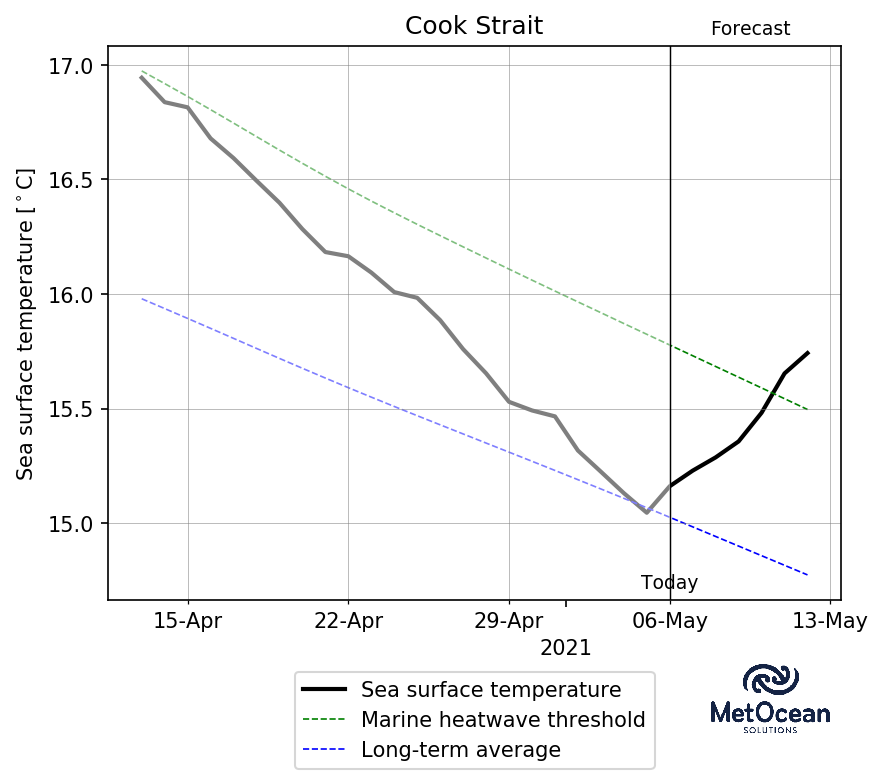 Cook Strait
Forecast
Sea surface temperature [°C]
17.0
16.5
16.0
15.5
15.0
Today
15-Apr 22-Apr 29-Apr 06-May 13-May
2021
Sea surface temperature
Marine heatwave threshold
Long-term average
MetOcean
SOLUTIONS